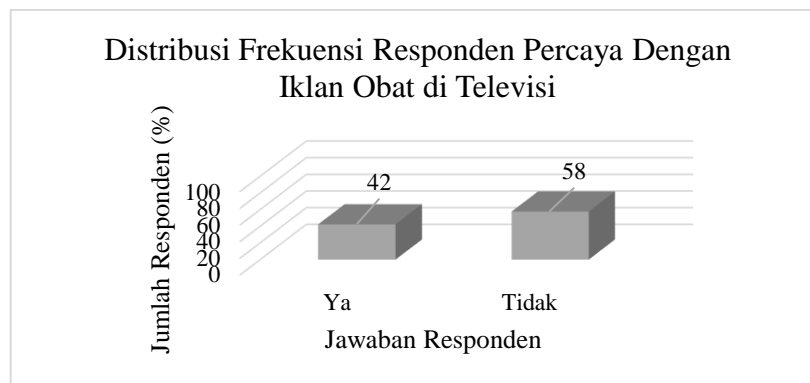 Distribusi Frekuensi Responden Percaya Dengan
Iklan Obat di Televisi
Jumlah Responden (%)
100
80
60
40
20
0
42
58
Ya
Tidak
Jawaban Responden